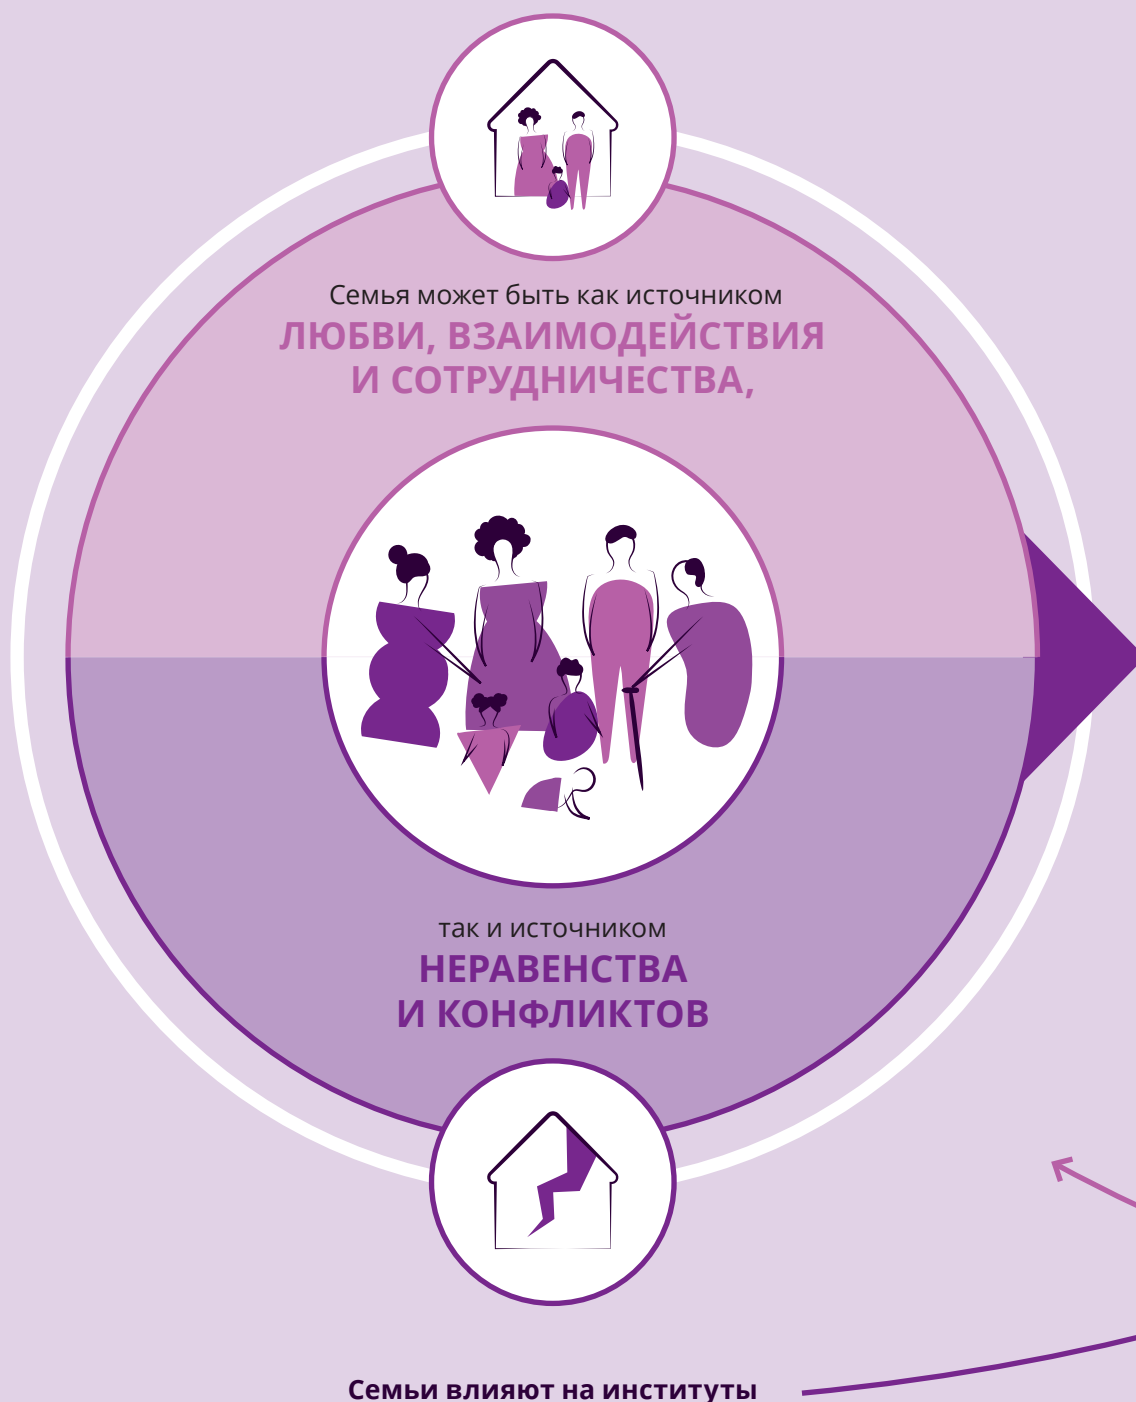 Семья может быть как источником
ЛЮБВИ, ВЗАИМОДЕЙСТВИЯ
И СОТРУДНИЧЕСТВА,
так и источником
НЕРАВЕНСТВА
И КОНФЛИКТОВ
Семьи влияют на институты